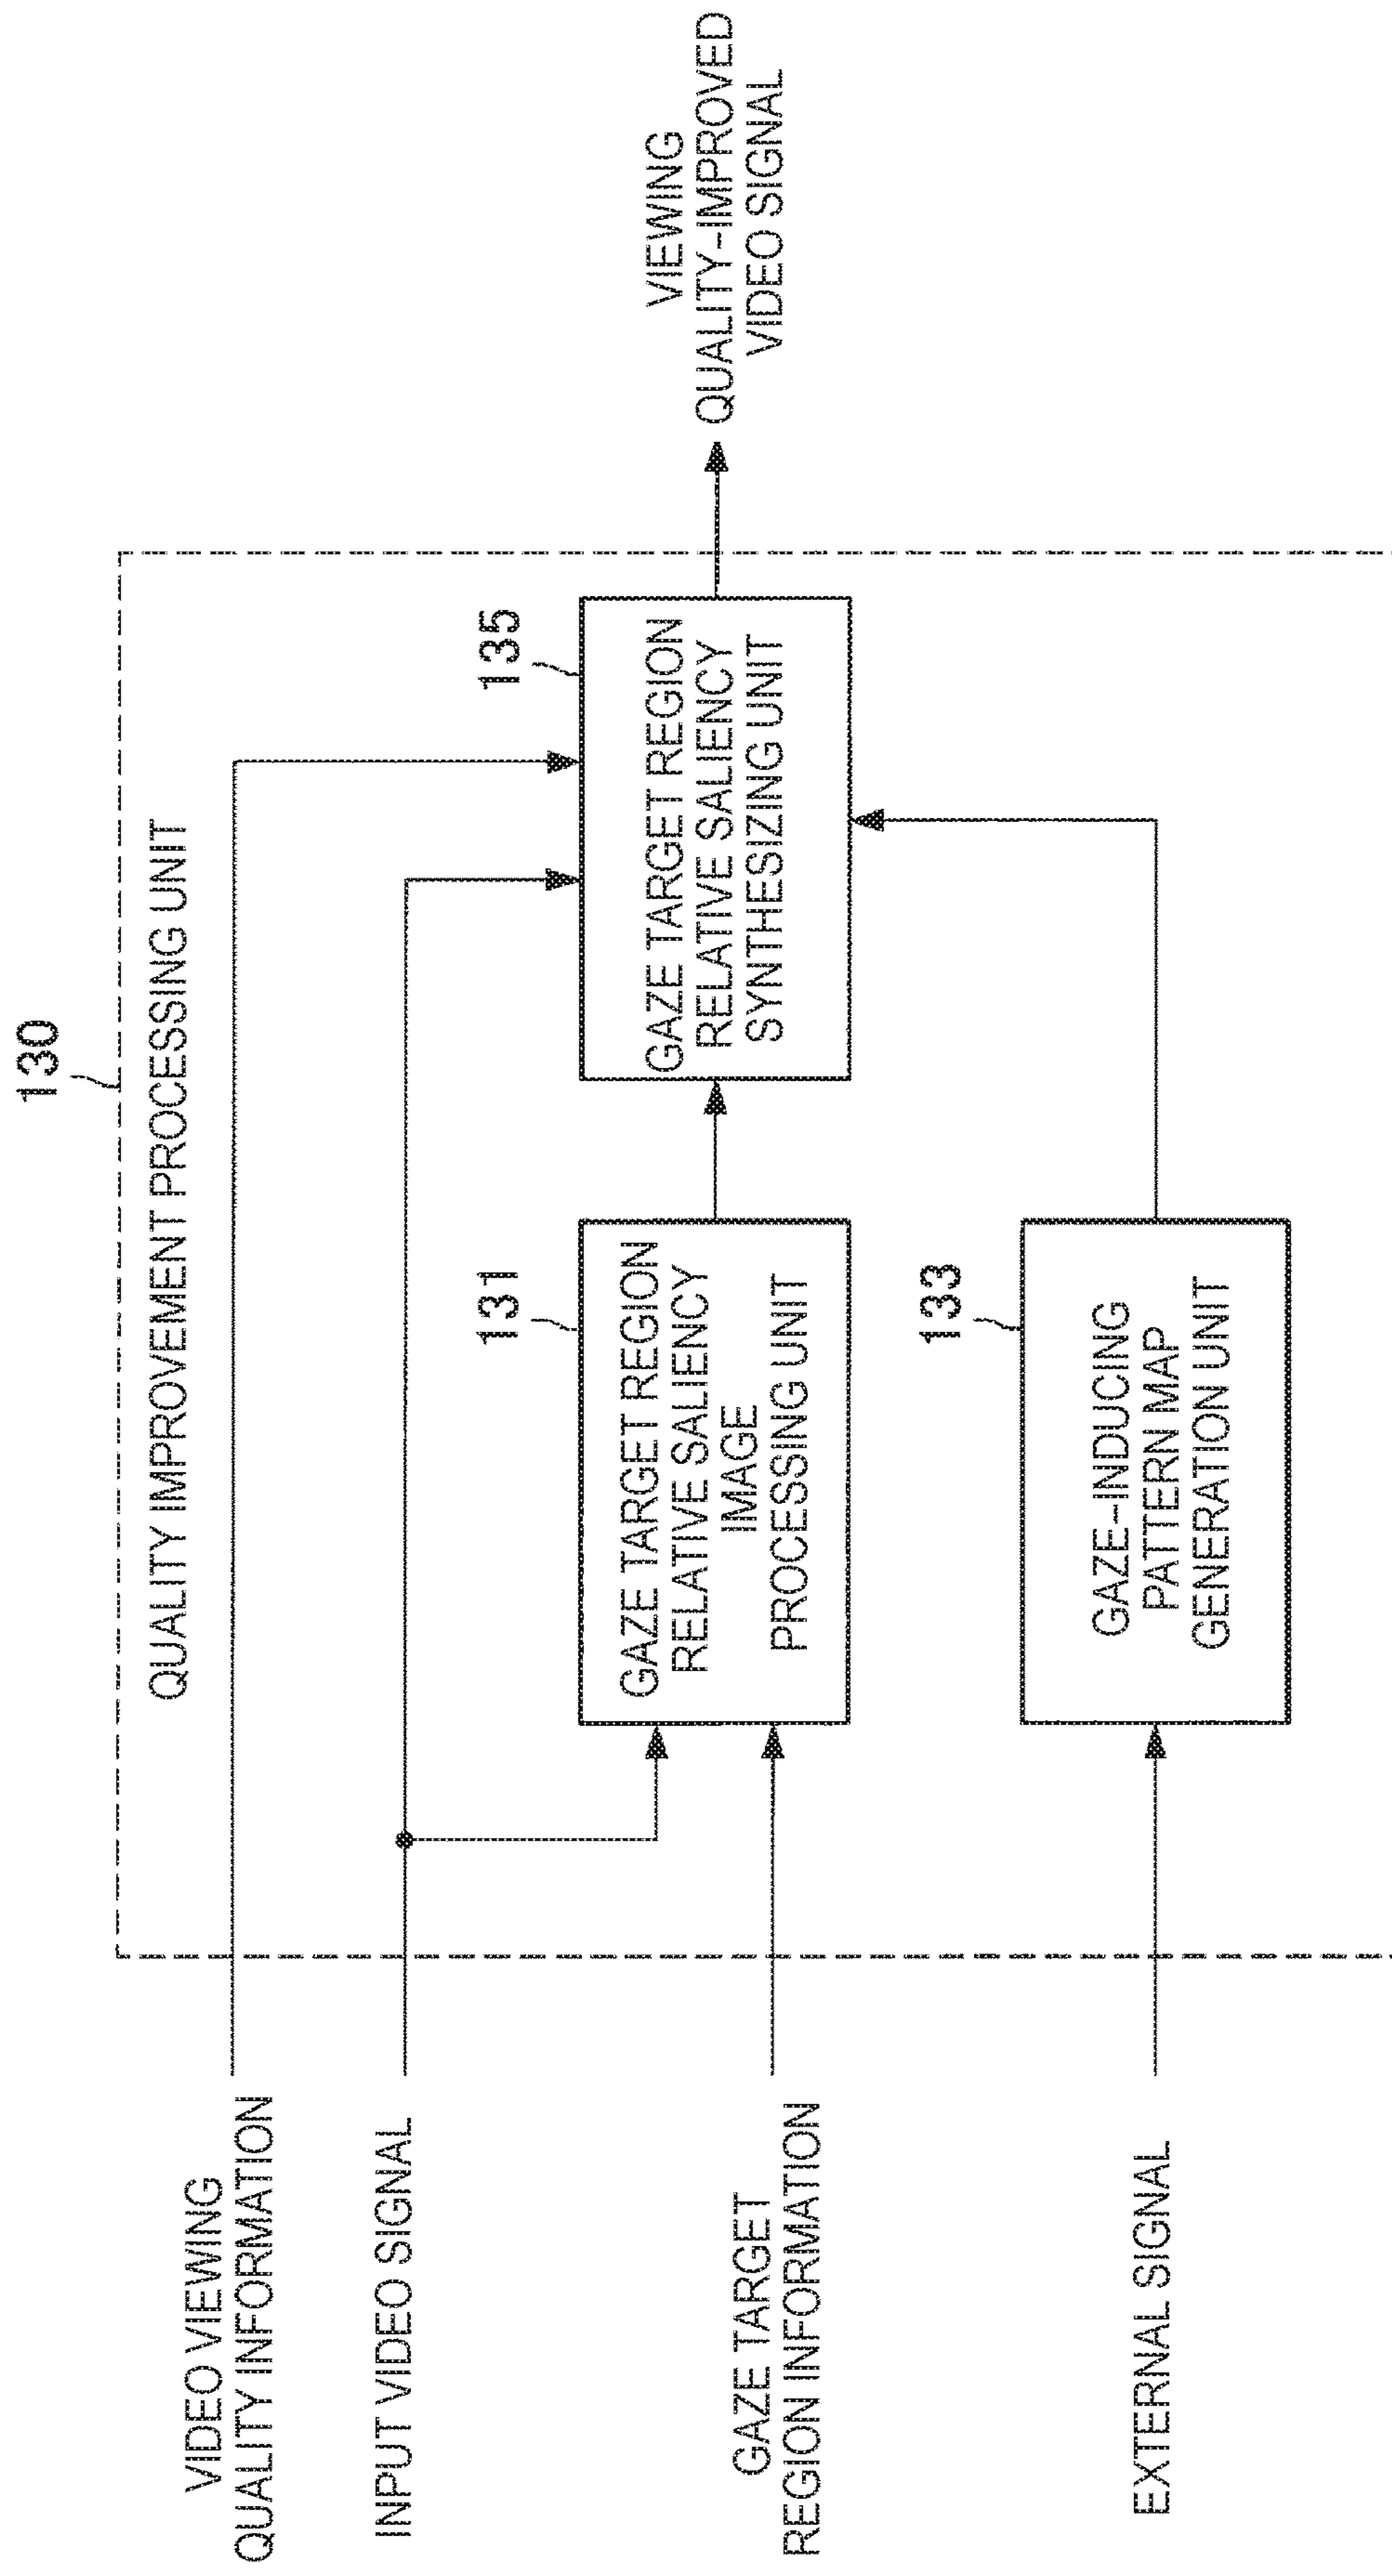 130
QUALITY IMPROVEMENT PROCESSING UNIT
VIDEO VIEWING
QUALITY INFORMATION
INPUT VIDEO SIGNAL
GAZE TARGET
REGION INFORMATION
EXTERNAL SIGNAL
131
GAZE TARGET REGION
RELATIVE SALIENCY
IMAGE
PROCESSING UNIT
133
GAZE-INDUCING
PATTERN MAP
GENERATION UNIT
135
GAZE TARGET REGION
RELATIVE SALIENCY
SYNTHESIZING UNIT
VIEWING
QUALITY-IMPROVED
VIDEO SIGNAL